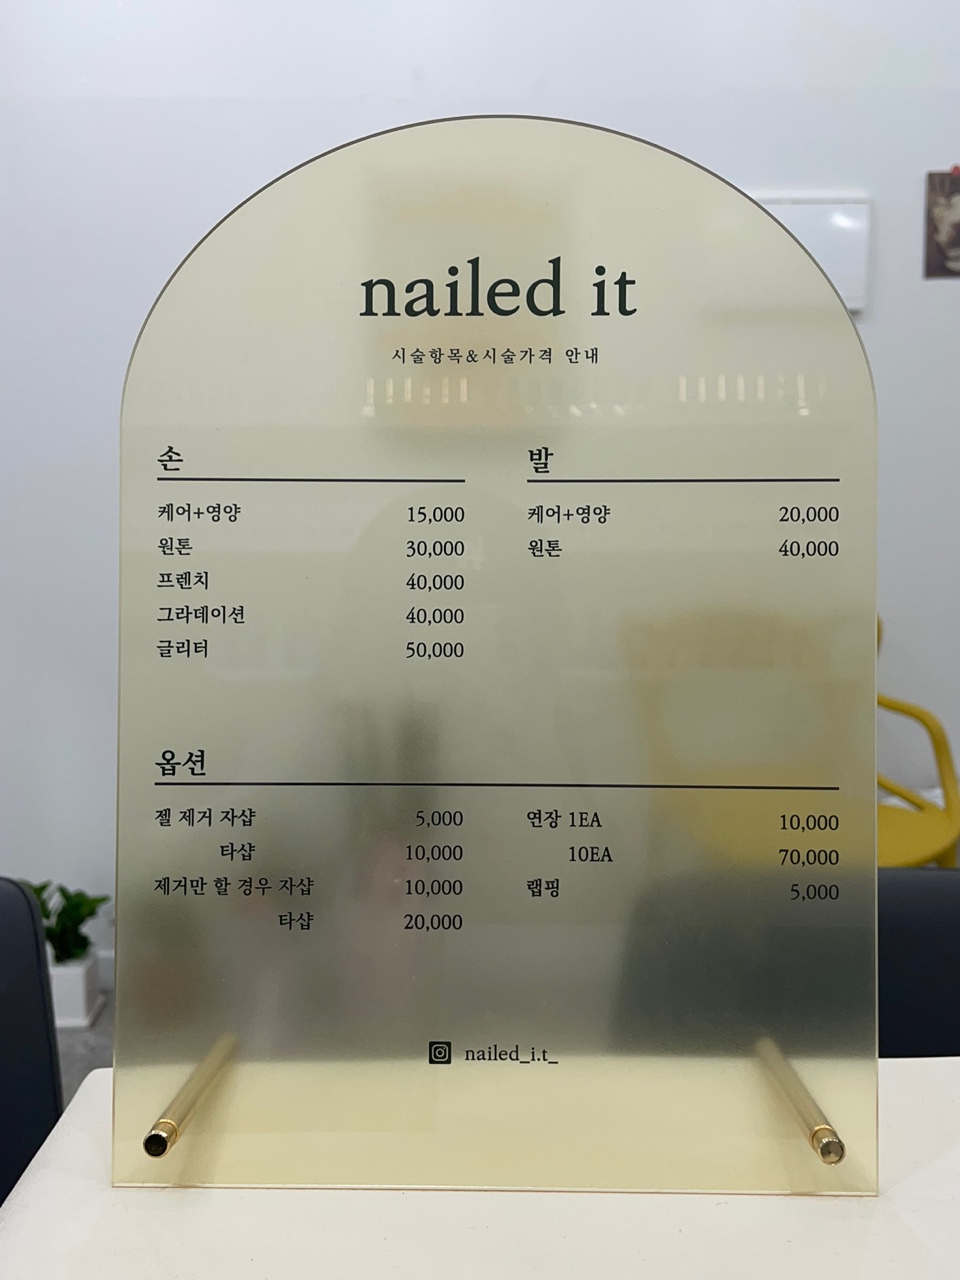 nailed it
시술항목&시술가격 안내
손
케어+영양 15,000
원톤 30,000
프렌치 40,000
그라데이션 40,000
글리터 50,000
발
케어+영양 20,000
원톤 40,000
옵션
젤 제거 자샵 5,000
타샵 10,000
제거만 할 경우 자샵 10,000
타샵 20,000
연장 1EA 10,000
10EA 70,000
랩핑 5,000
nailed_i.t_